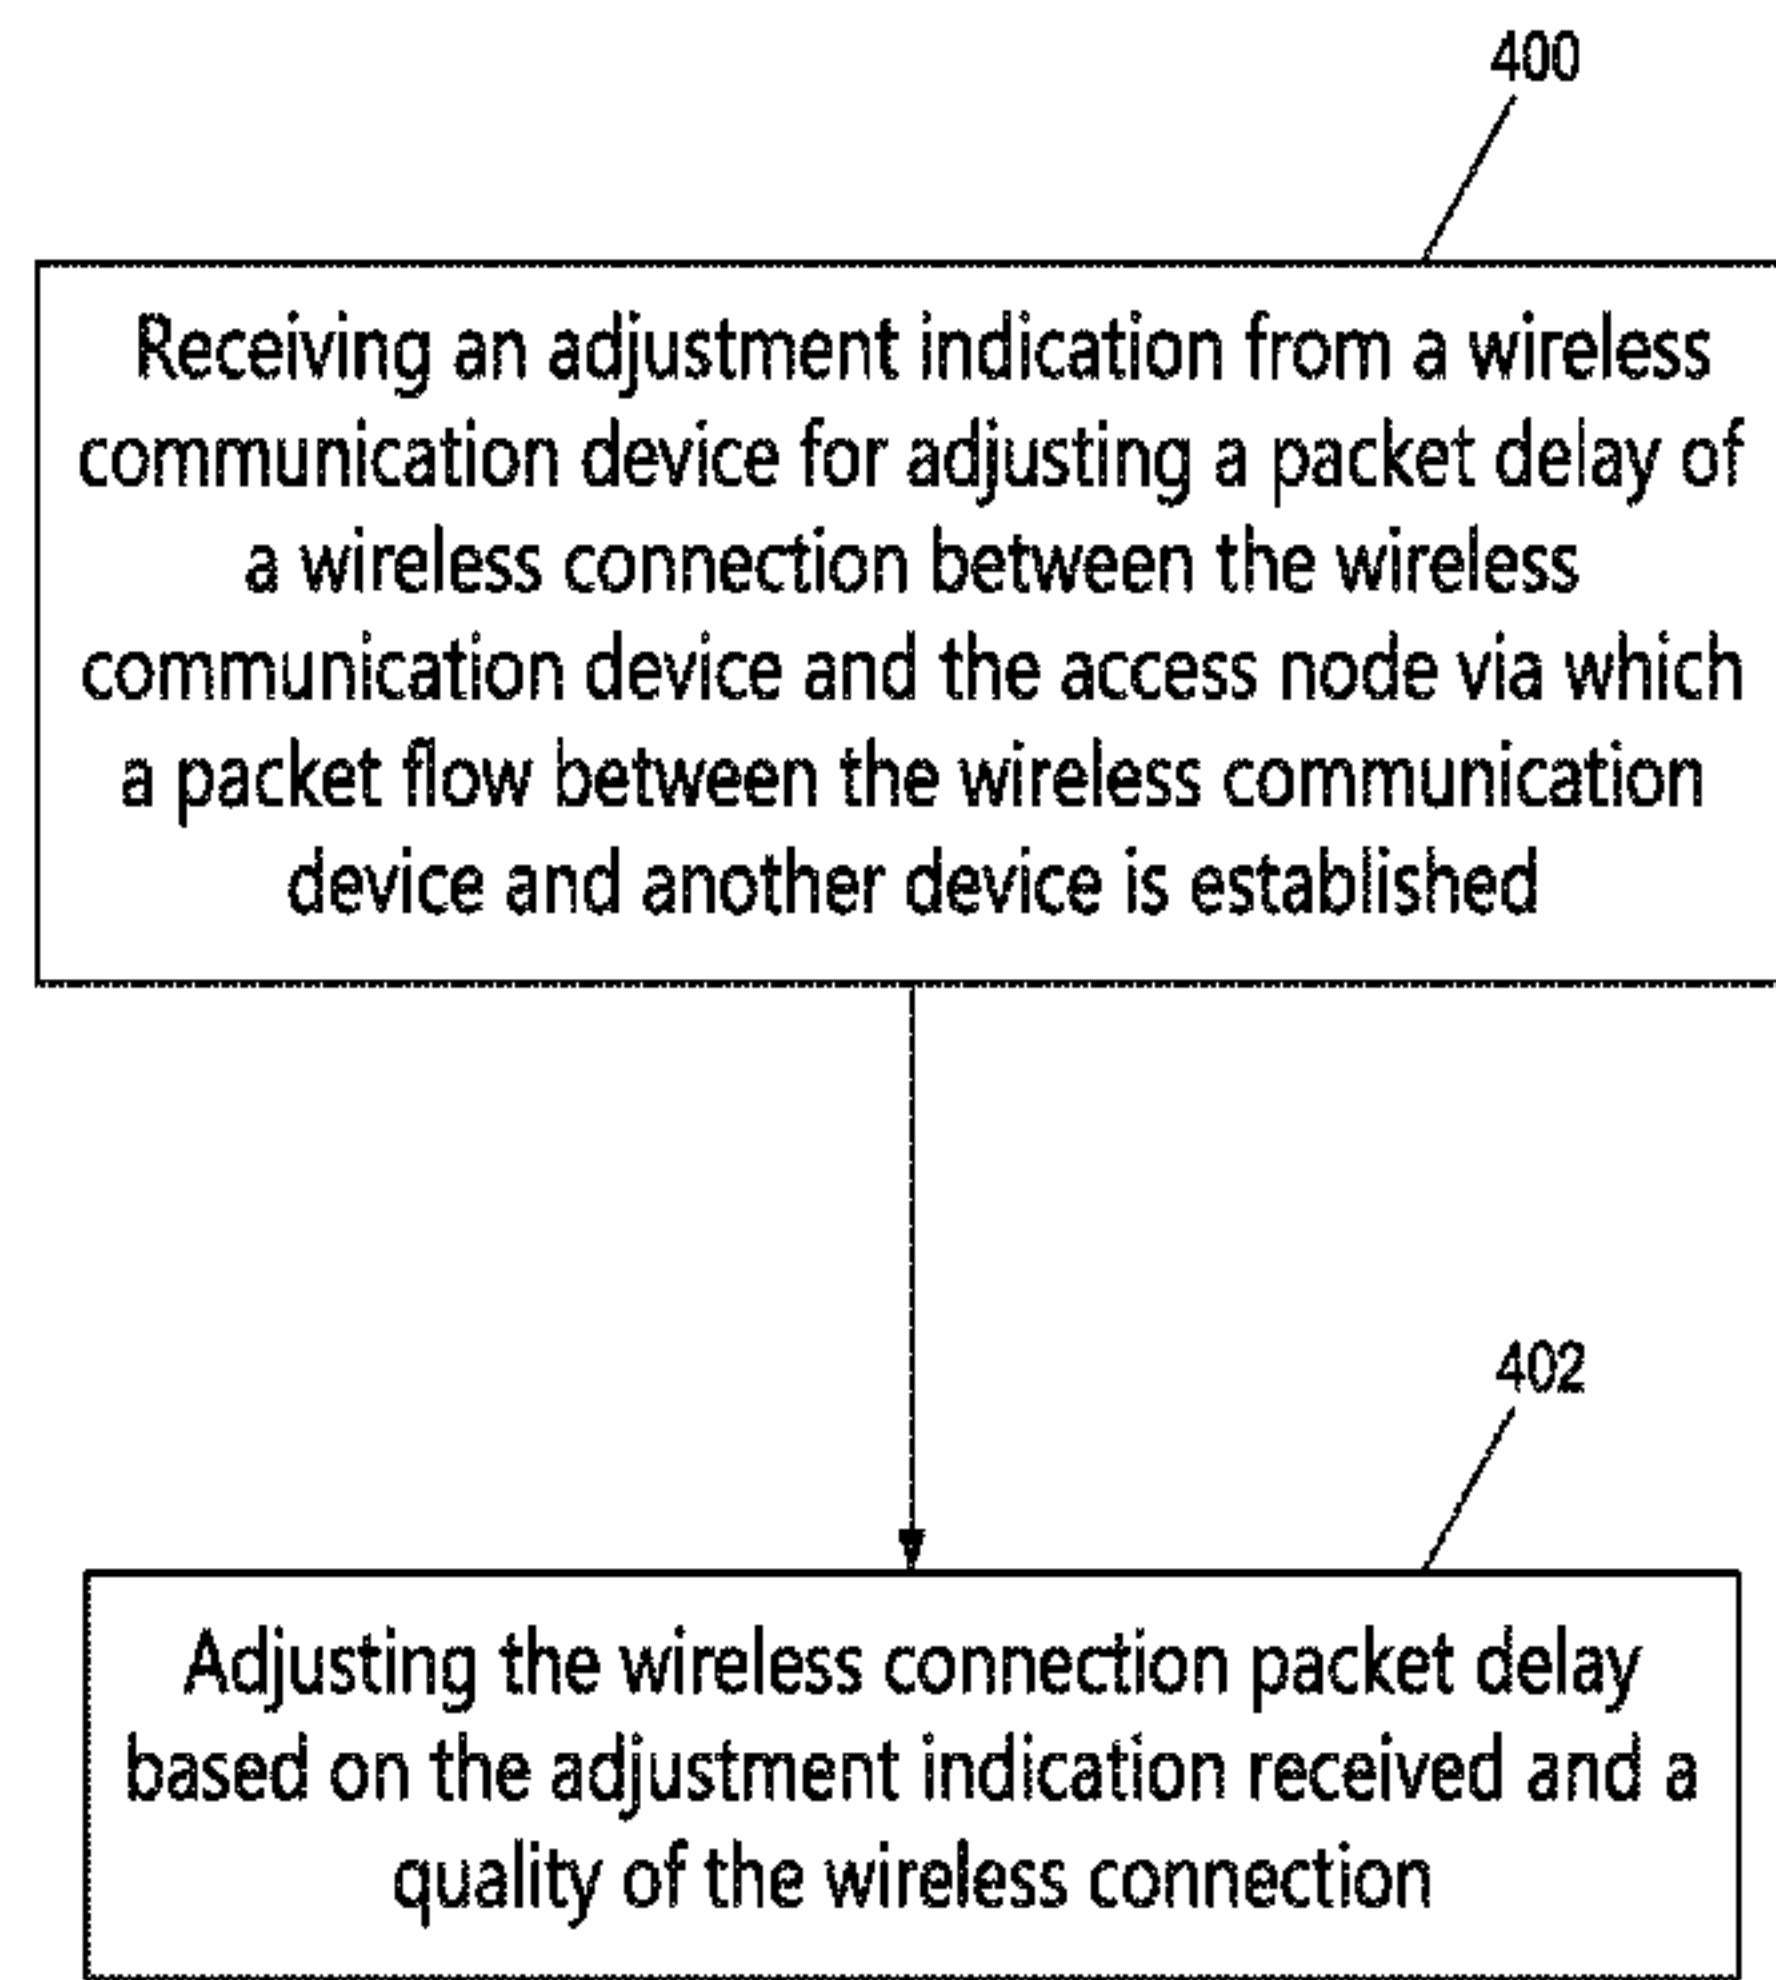 400
Receiving an adjustment indication from a wireless
communication device for adjusting a packet delay of
a wireless connection between the wireless
communication device and the access node via which
a packet flow between the wireless communication
device and another device is established
402
Adjusting the wireless connection packet delay
based on the adjustment indication received and a
quality of the wireless connection